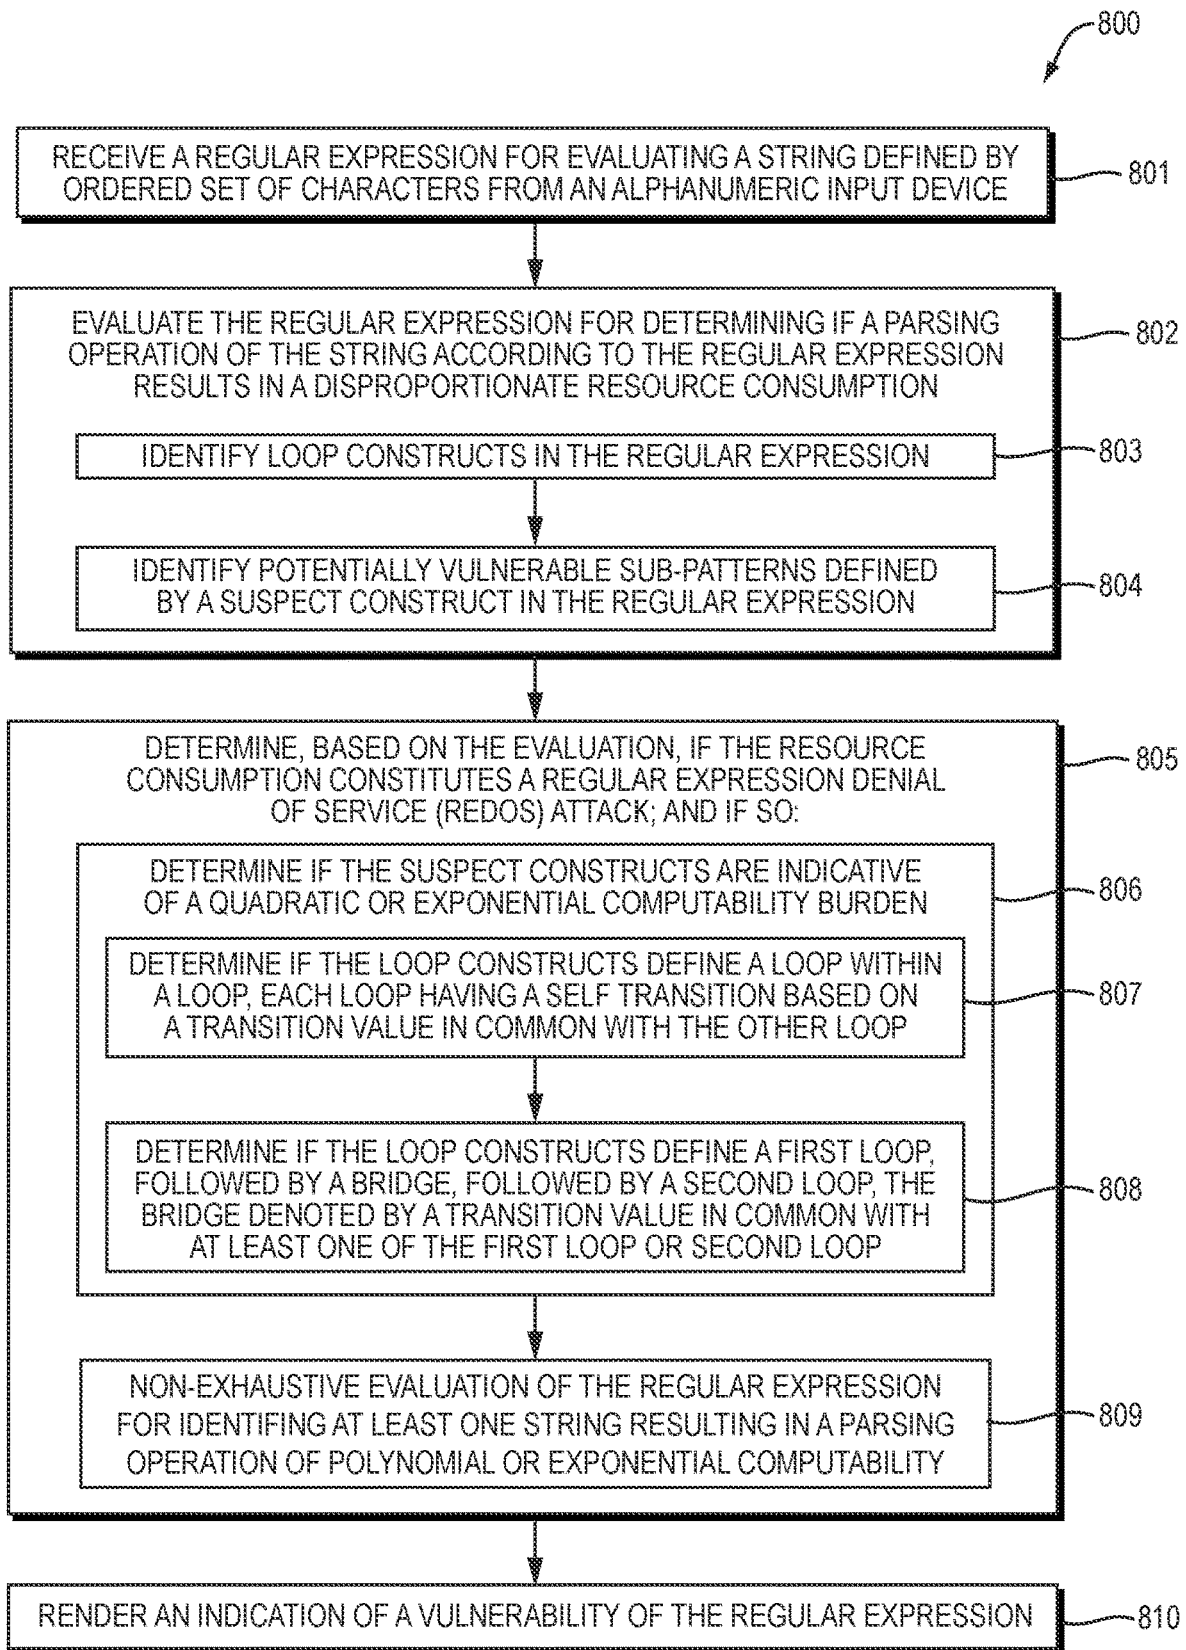 800
RECEIVE A REGULAR EXPRESSION FOR EVALUATING A STRING DEFINED BY
ORDERED SET OF CHARACTERS FROM AN ALPHANUMERIC INPUT DEVICE
801
EVALUATE THE REGULAR EXPRESSION FOR DETERMINING IF A PARSING
OPERATION OF THE STRING ACCORDING TO THE REGULAR EXPRESSION
RESULTS IN A DISPROPORTIONATE RESOURCE CONSUMPTION
802
IDENTIFY LOOP CONSTRUCTS IN THE REGULAR EXPRESSION
803
IDENTIFY POTENTIALLY VULNERABLE SUB-PATTERNS DEFINED
BY A SUSPECT CONSTRUCT IN THE REGULAR EXPRESSION
804
DETERMINE, BASED ON THE EVALUATION, IF THE RESOURCE
CONSUMPTION CONSTITUTES A REGULAR EXPRESSION DENIAL
OF SERVICE (REDOS) ATTACK; AND IF SO:
805
DETERMINE IF THE SUSPECT CONSTRUCTS ARE INDICATIVE
OF A QUADRATIC OR EXPONENTIAL COMPUTABILITY BURDEN
806
DETERMINE IF THE LOOP CONSTRUCTS DEFINE A LOOP WITHIN
A LOOP, EACH LOOP HAVING A SELF TRANSITION BASED ON
A TRANSITION VALUE IN COMMON WITH THE OTHER LOOP
807
DETERMINE IF THE LOOP CONSTRUCTS DEFINE A FIRST LOOP,
FOLLOWED BY A BRIDGE, FOLLOWED BY A SECOND LOOP, THE
BRIDGE DENOTED BY A TRANSITION VALUE IN COMMON WITH
AT LEAST ONE OF THE FIRST LOOP OR SECOND LOOP
808
NON-EXHAUSTIVE EVALUATION OF THE REGULAR EXPRESSION
FOR IDENTIFING AT LEAST ONE STRING RESULTING IN A PARSING
OPERATION OF POLYNOMIAL OR EXPONENTIAL COMPUTABILITY
809
RENDER AN INDICATION OF A VULNERABILITY OF THE REGULAR EXPRESSION
810